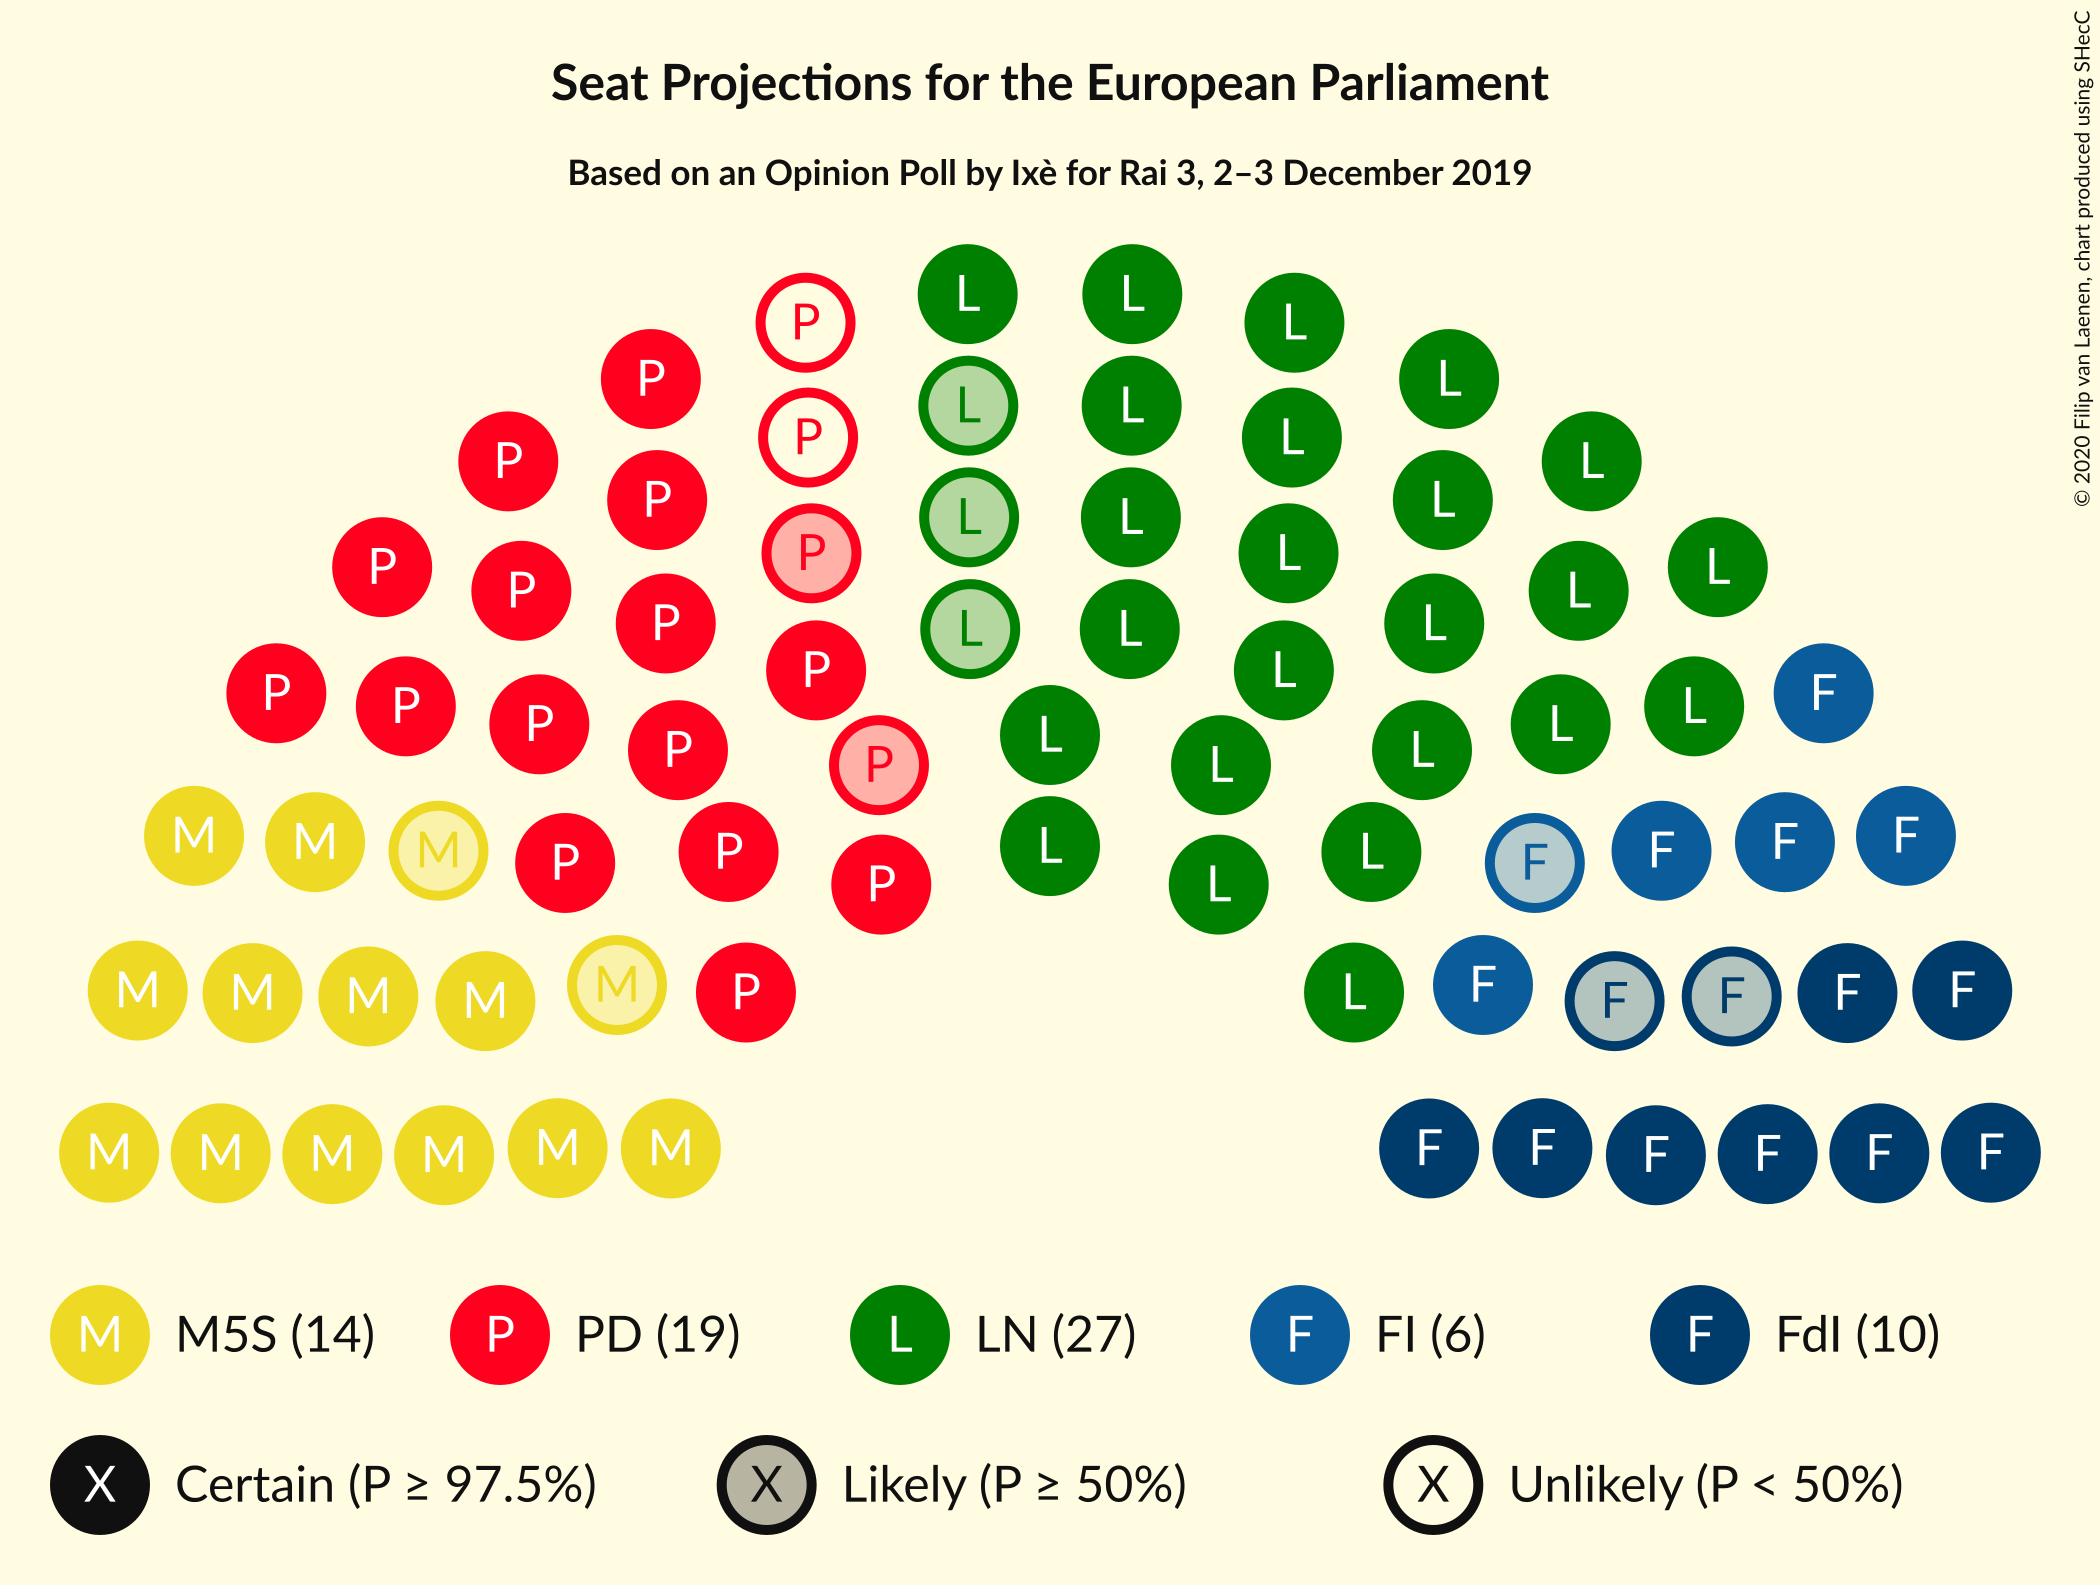 Seat Projections for the European Parliament
Based on an Opinion Poll by Ixè for Rai 3, 2–3 December 2019
© 2020 Filip van Laenen, chart produced using SHecC
L L
P L
P L
L L
P L
P L
P L
P L
P L
P L
P L
P L
P L
L L
P L
P L
P F
P P L L
P L
P L
L
P L
M M M P P L L F F F F
P L
M M M M M P L F F F F F
M M M M M M F F F F F F
M M5S (14) P PD (19) L LN (27) F FI (6) F FdI (10)
X Certain (P ≥ 97.5%) X Likely (P ≥ 50%) X Unlikely (P < 50%)